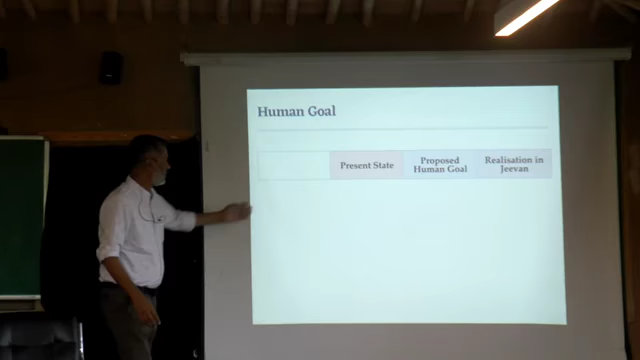 Human Goal
Present State
Proposed
Human Goal
Realisation in
Jeevan